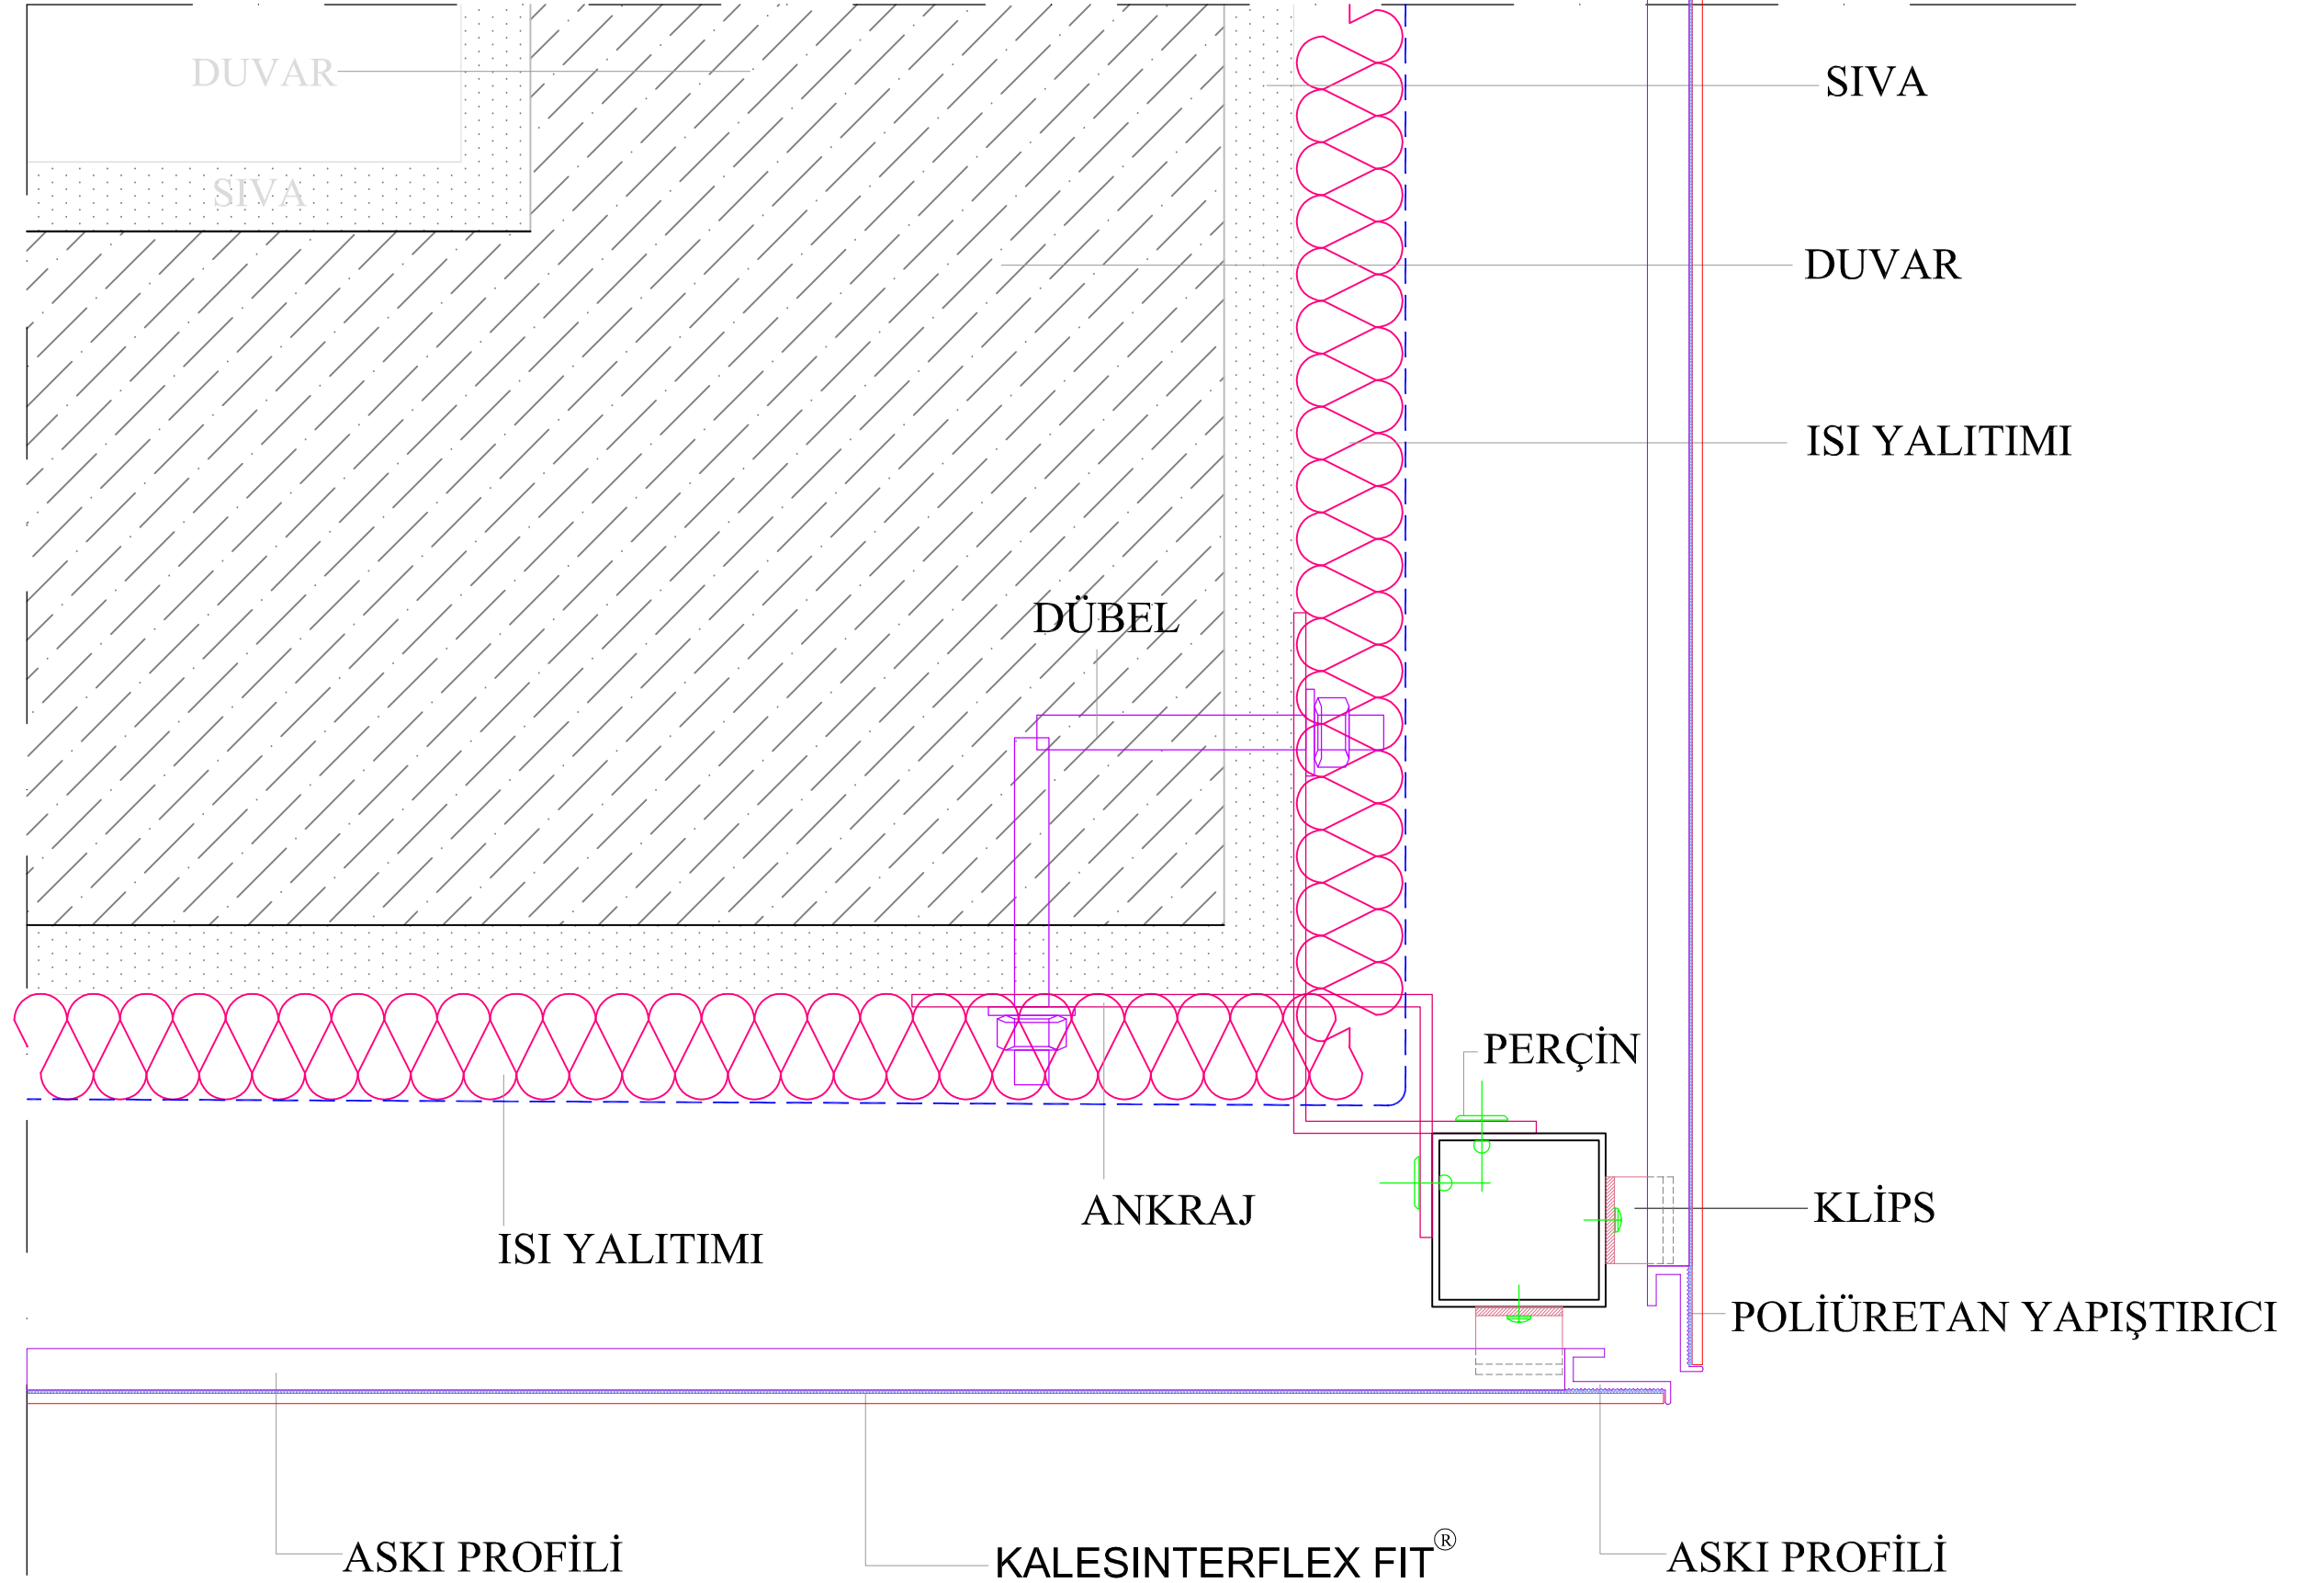 DUVAR
SIVA
SIVA
DUVAR
ISI YALITIMI
DÜBEL
PERÇİN
ANKRAJ
KLİPS
ISI YALITIMI
POLİÜRETAN YAPIŞTIRICI
ASKI PROFİLİ
KALESINTERFLEX FIT®
ASKI PROFİLİ